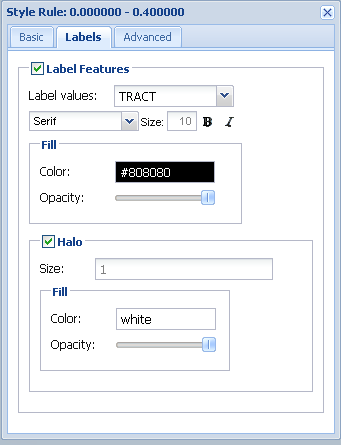 Style Rule: 0.000000 - 0.400000
Basic Labels Advanced
Label Features
Label values: TRACT
Serif Size: 10 B I
Fill
Color: #808080
Opacity:
Halo
Size: 1
Fill
Color: white
Opacity: